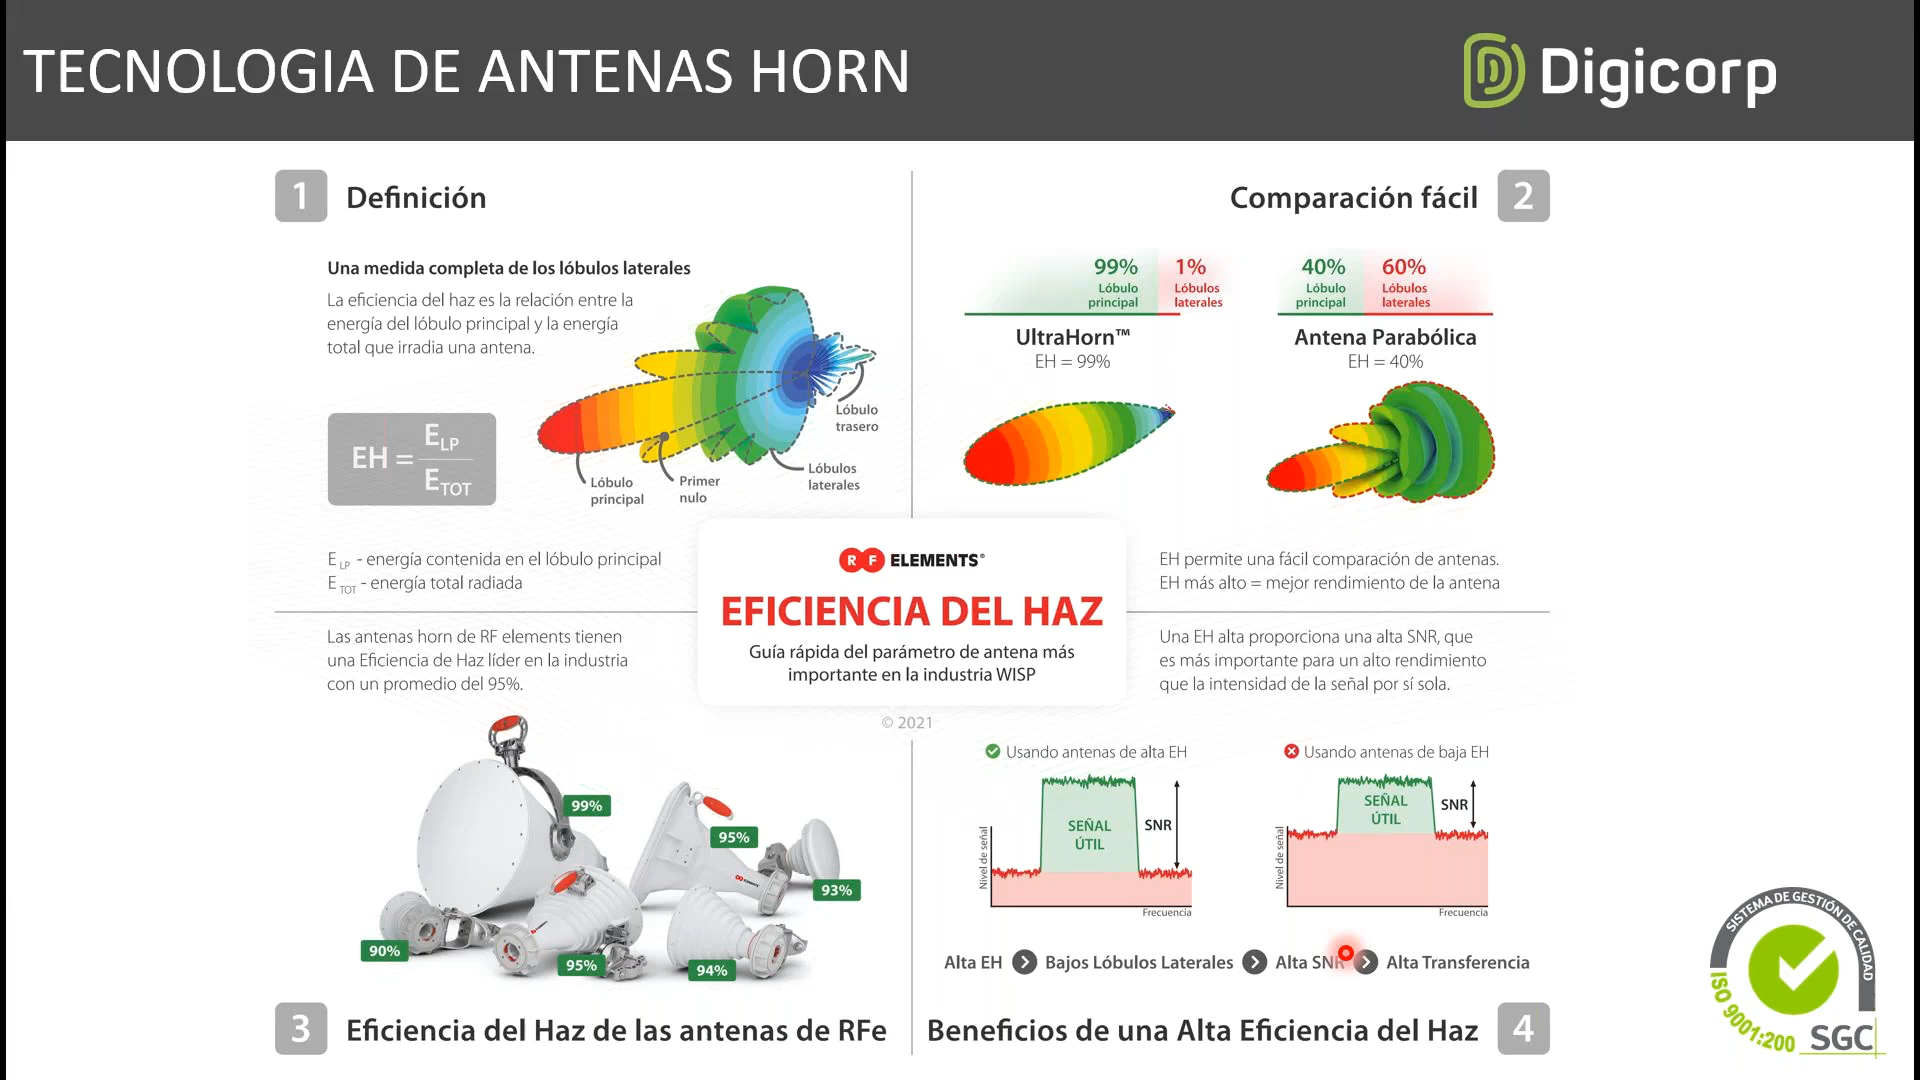 TECNOLOGIA DE ANTENAS HORN
Digicorp
1
Definición
Una medida completa de los lóbulos laterales
La eficiencia del haz es la relación entre la
energía del lóbulo principal y la energía
total que irradia una antena.
EH = E LP / E TOT
Lóbulo
principal
Primer
nulo
Lóbulos
laterales
Lóbulo
trasero
E LP - energía contenida en el lóbulo principal
E TOT - energía total radiada
Comparación fácil
2
99%
Lóbulo
principal
1%
Lóbulos
laterales
UltraHorn™
EH = 99%
40%
Lóbulo
principal
60%
Lóbulos
laterales
Antena Parabólica
EH = 40%
EH permite una fácil comparación de antenas.
EH más alto = mejor rendimiento de la antena
RF ELEMENTS®
EFICIENCIA DEL HAZ
Guía rápida del parámetro de antena más
importante en la industria WISP
© 2021
Las antenas horn de RF elements tienen
una Eficiencia de Haz líder en la industria
con un promedio del 95%.
99%
95%
93%
90%
95%
94%
3
Eficiencia del Haz de las antenas de RFe
Una EH alta proporciona una alta SNR, que
es más importante para un alto rendimiento
que la intensidad de la señal por sí sola.
Usando antenas de alta EH
Nivel de señal
SEÑAL
ÚTIL
SNR
Frecuencia
Usando antenas de baja EH
Nivel de señal
SEÑAL
ÚTIL
SNR
Frecuencia
Alta EH > Bajos Lóbulos Laterales > Alta SNR > Alta Transferencia
Beneficios de una Alta Eficiencia del Haz
4
SISTEMA DE GESTIÓN DE CALIDAD
ISO 9001:200
SGC